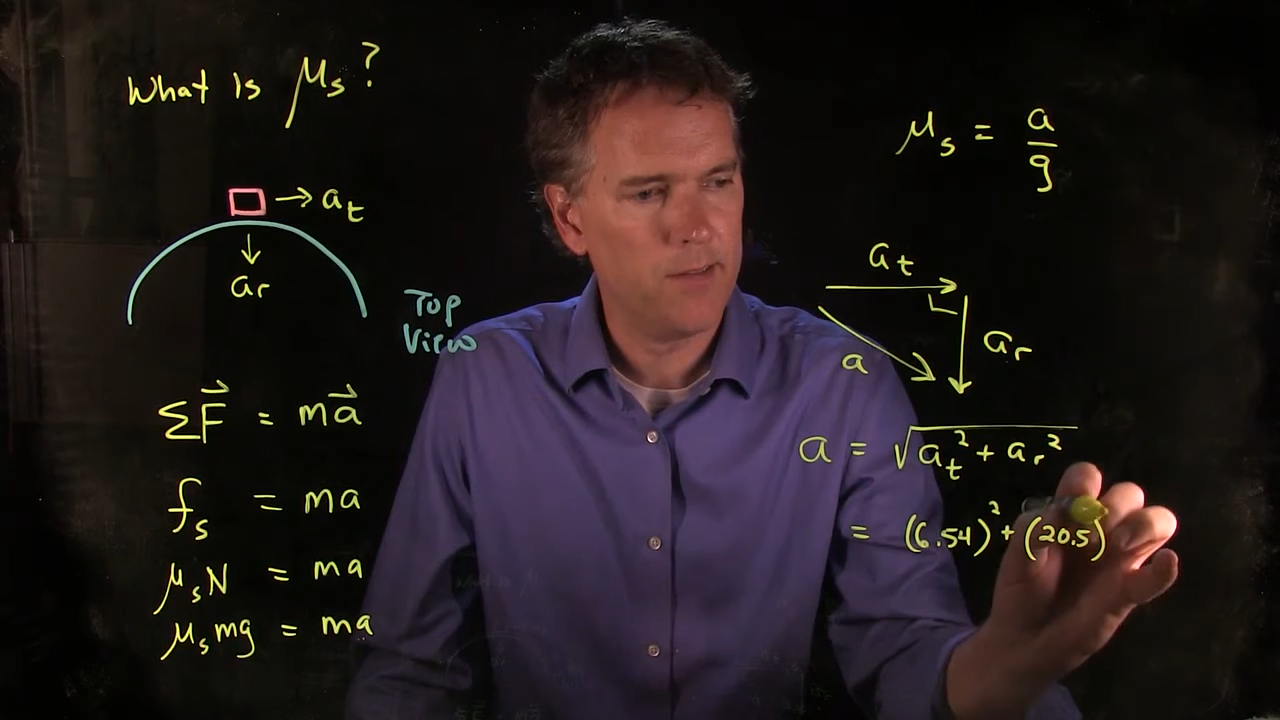 What Is μs?
→ at
↓
ar
Top
View
ΣF⃗ = ma⃗
fs = ma
μsN = ma
μsmg = ma
μs = a/g
at
ar
a
a = √(at² + ar²)
= (6.54)² + (20.5)